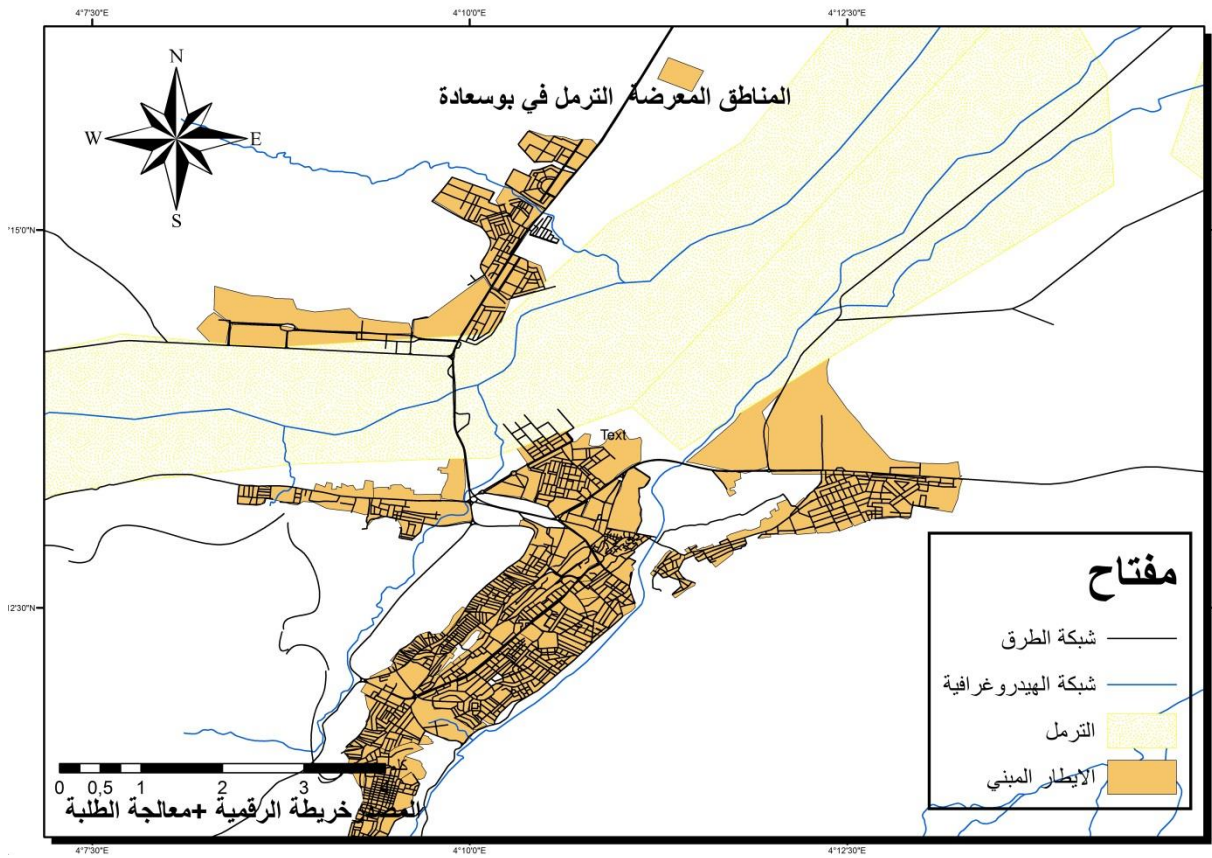 4°7'30"E 4°10'0"E 4°12'30"E
N
المناطق المعرضة الترمل في بوسعادة
W E
S
15'0"N
Text
مفتاح
شبكة الطرق
شبكة الهيدروغرافية
الترمل
الايطار المبني
2'30"N
0 0,5 1 2 3
خريطة الرقمية +معالجة الطلبة
4°7'30"E 4°10'0"E 4°12'30"E